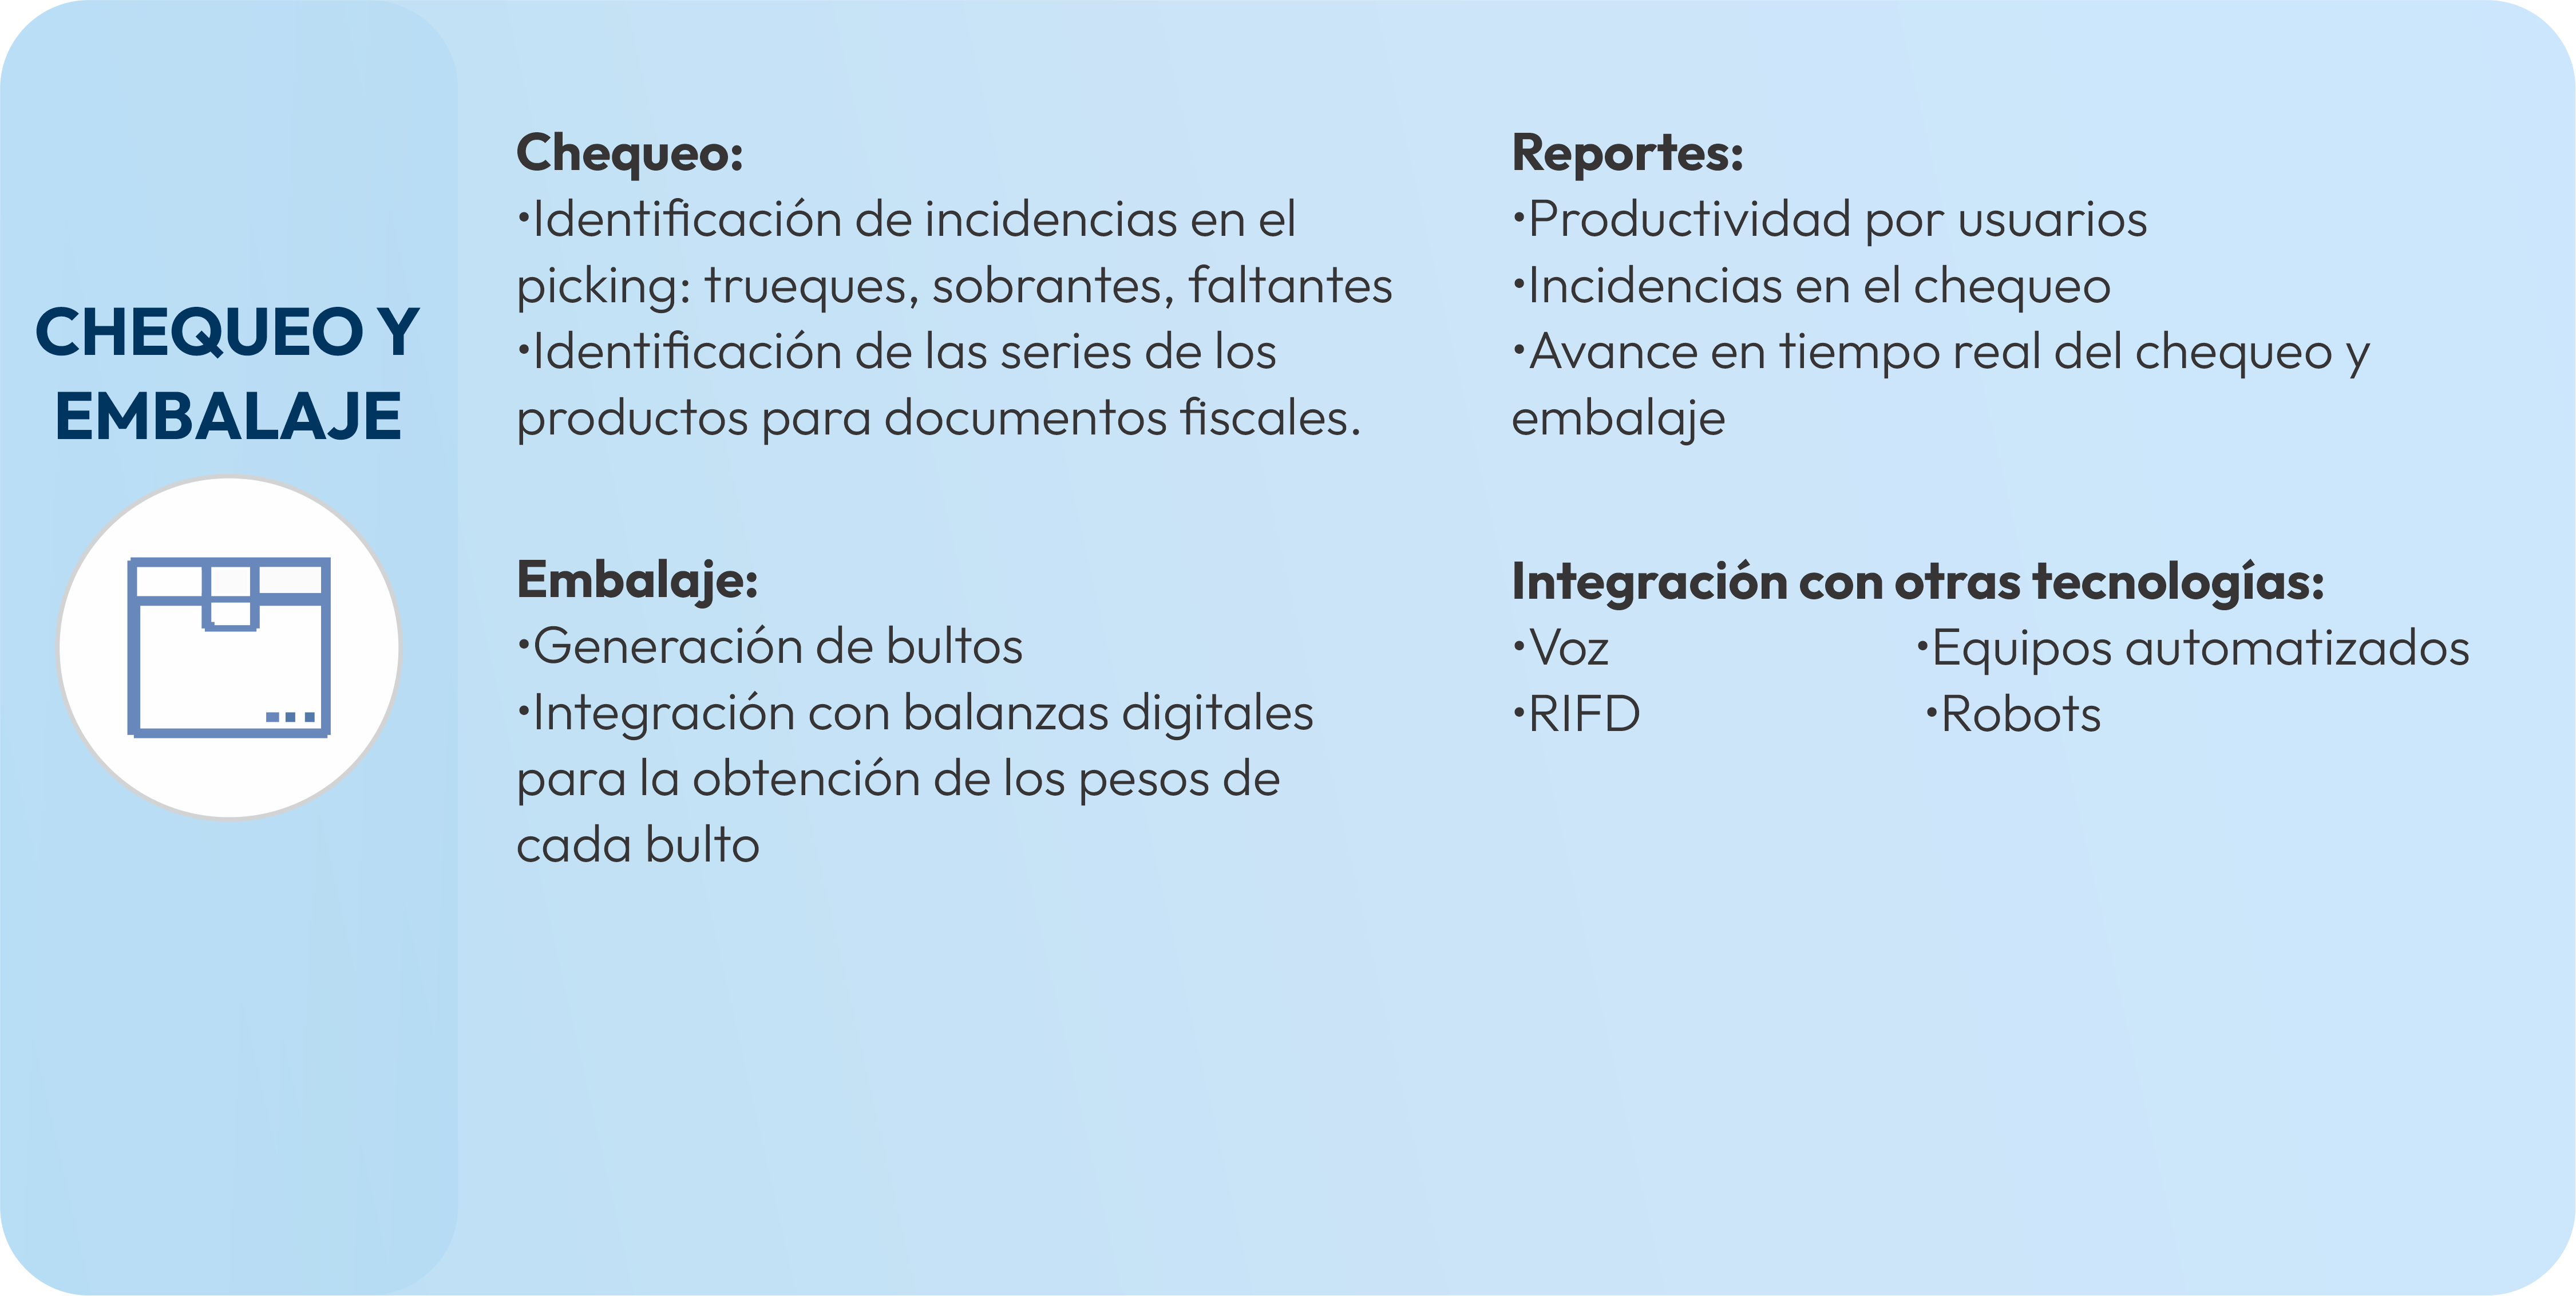 CHEQUEO Y
EMBALAJE
Chequeo:
•Identificación de incidencias en el
picking: trueques, sobrantes, faltantes
•Identificación de las series de los
productos para documentos fiscales.
Embalaje:
•Generación de bultos
•Integración con balanzas digitales
para la obtención de los pesos de
cada bulto
Reportes:
•Productividad por usuarios
•Incidencias en el chequeo
•Avance en tiempo real del chequeo y
embalaje
Integración con otras tecnologías:
•Voz •Equipos automatizados
•RIFD •Robots